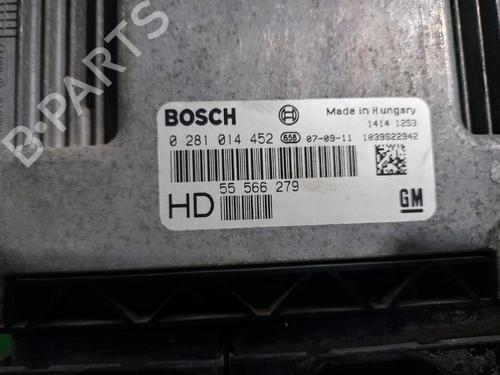 B-PARTS
BOSCH
Made in Hungary
1414 1253
0 281 014 452 658 07-09-11 1039S22942
55 566 279
HD
GM